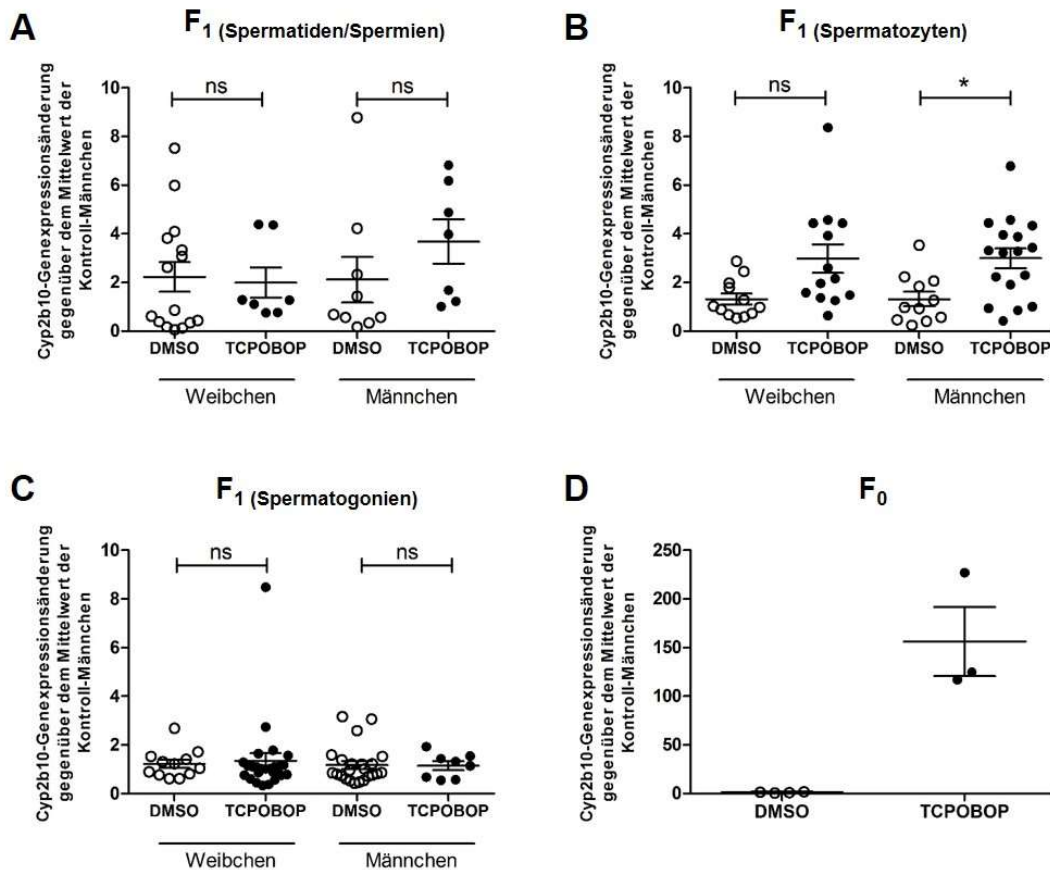 A
F1 (Spermatiden/Spermien)
Cyp2b10-Genexpressionsänderung
gegenüber dem Mittelwert der
Kontroll-Männchen
10
8
6
4
2
0
ns
ns
DMSO
TCPOBOP
DMSO
TCPOBOP
Weibchen
Männchen
B
F1 (Spermatozyten)
Cyp2b10-Genexpressionsänderung
gegenüber dem Mittelwert der
Kontroll-Männchen
10
8
6
4
2
0
ns
*
DMSO
TCPOBOP
DMSO
TCPOBOP
Weibchen
Männchen
C
F1 (Spermatogonien)
Cyp2b10-Genexpressionsänderung
gegenüber dem Mittelwert der
Kontroll-Männchen
10
8
6
4
2
0
ns
ns
DMSO
TCPOBOP
DMSO
TCPOBOP
Weibchen
Männchen
D
F0
Cyp2b10-Genexpressionsänderung
gegenüber dem Mittelwert der
Kontroll-Männchen
250
200
150
100
50
0
DMSO
TCPOBOP